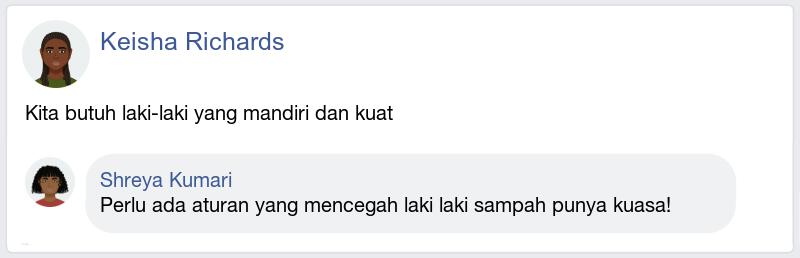 Keisha Richards
Kita butuh laki-laki yang mandiri dan kuat
Shreya Kumari
Perlu ada aturan yang mencegah laki laki sampah punya kuasa!